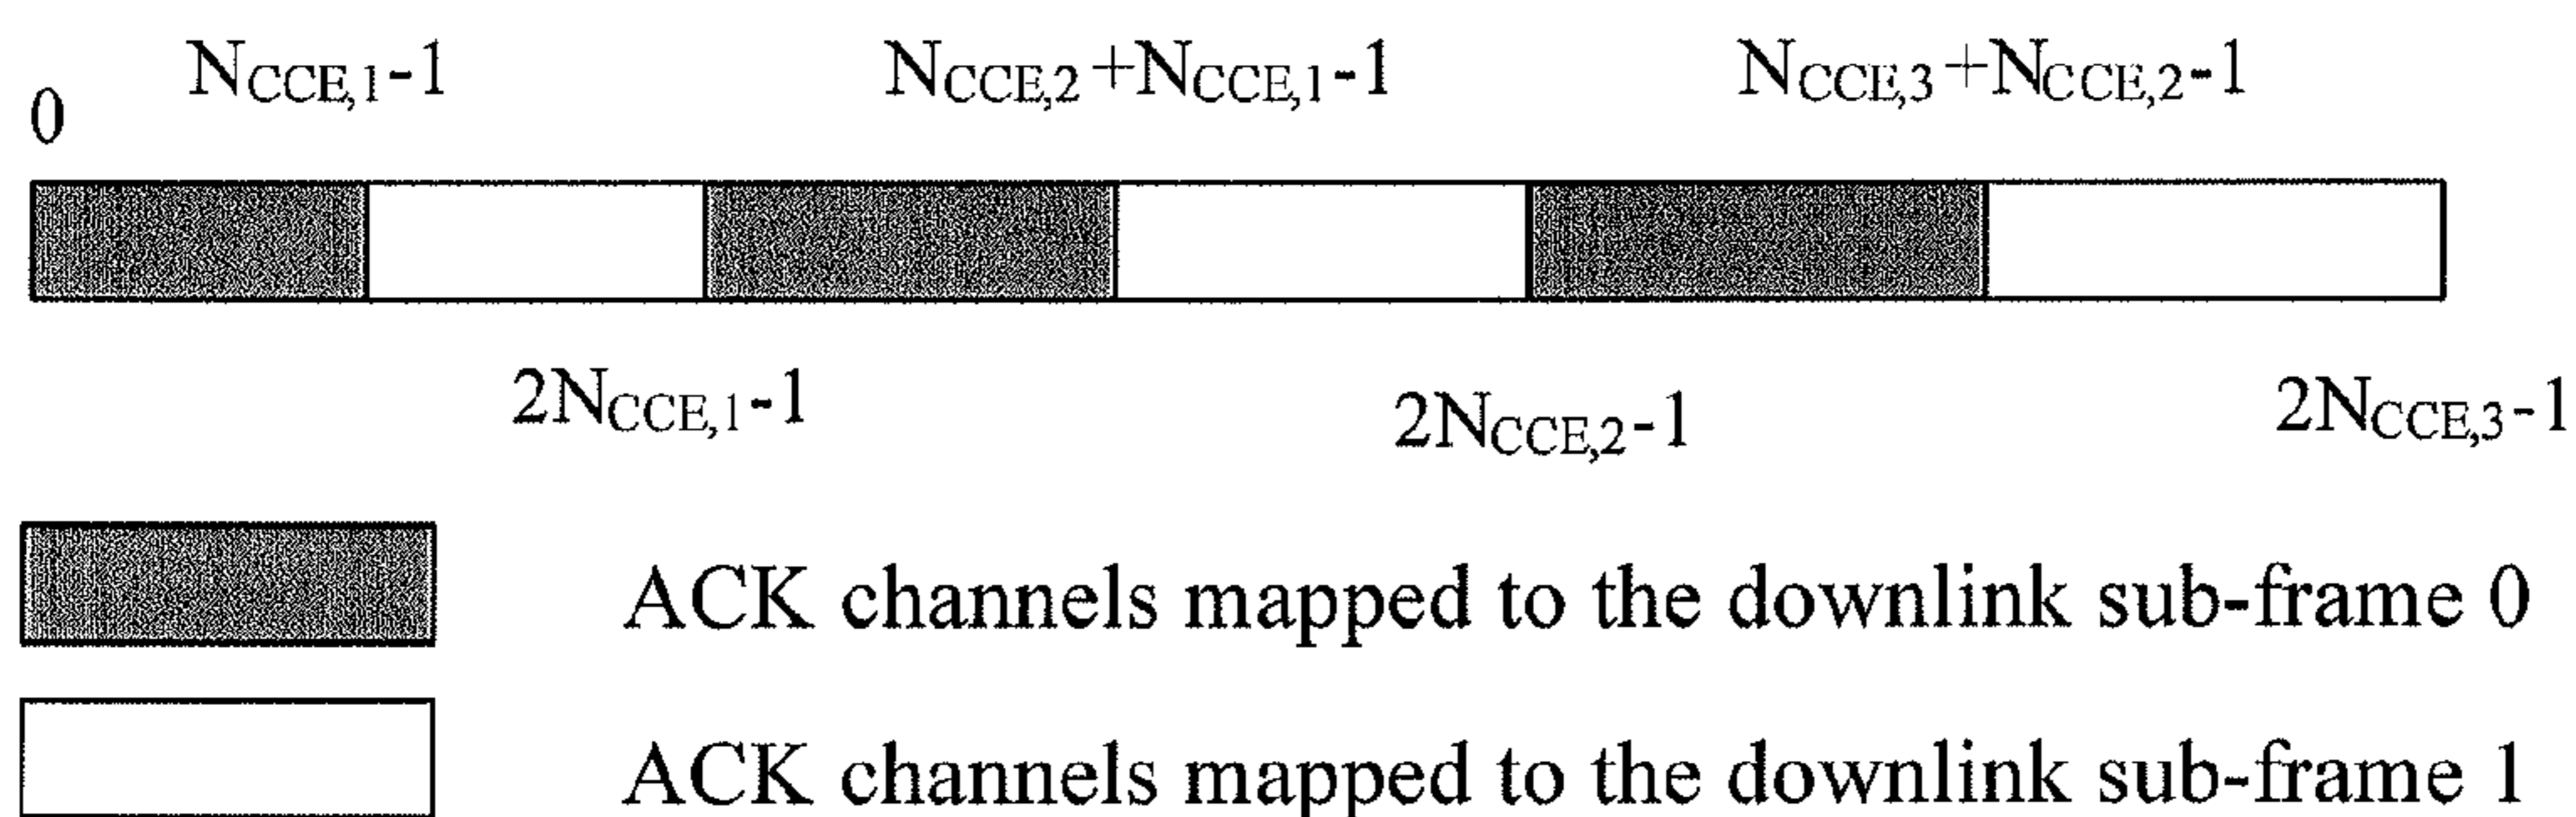 0 N_CCE,1-1 N_CCE,2+N_CCE,1-1 N_CCE,3+N_CCE,2-1
2N_CCE,1-1 2N_CCE,2-1 2N_CCE,3-1
ACK channels mapped to the downlink sub-frame 0
ACK channels mapped to the downlink sub-frame 1